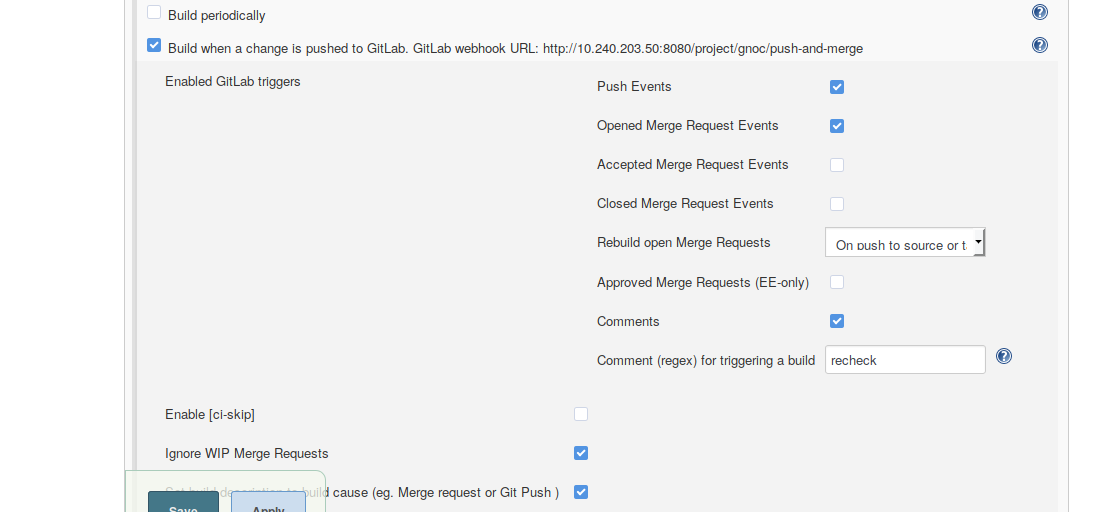 Build periodically
Build when a change is pushed to GitLab. GitLab webhook URL: http://10.240.203.50:8080/project/gnoc/push-and-merge
Enabled GitLab triggers
Push Events
Opened Merge Request Events
Accepted Merge Request Events
Closed Merge Request Events
Rebuild open Merge Requests
On push to source or t
Approved Merge Requests (EE-only)
Comments
Comment (regex) for triggering a build
recheck
Enable [ci-skip]
Ignore WIP Merge Requests
Set build description to build cause (eg. Merge request or Git Push )
Save
Apply